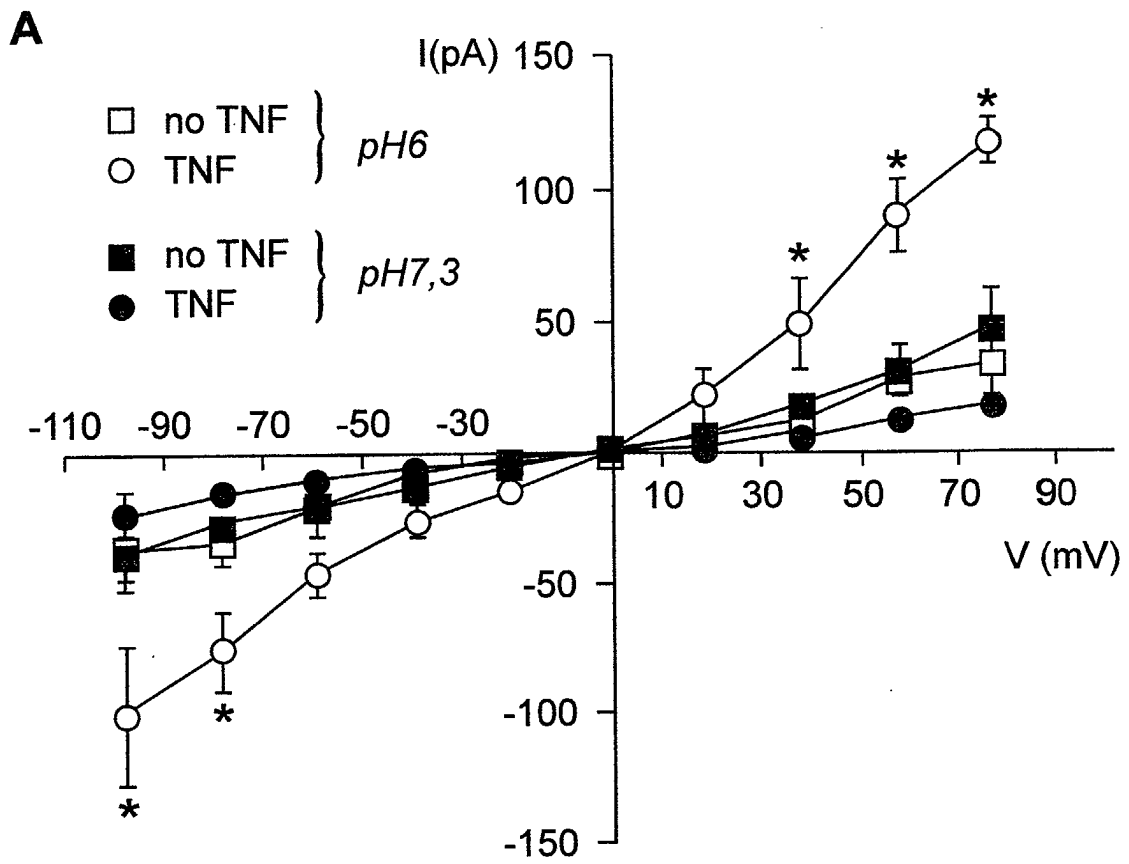 A
I(pA) 150
no TNF } pH6
TNF
no TNF } pH7,3
TNF
100
50
-110 -90 -70 -50 -30
10 30 50 70 90
V (mV)
-50
-100
-150
* * *
*
*